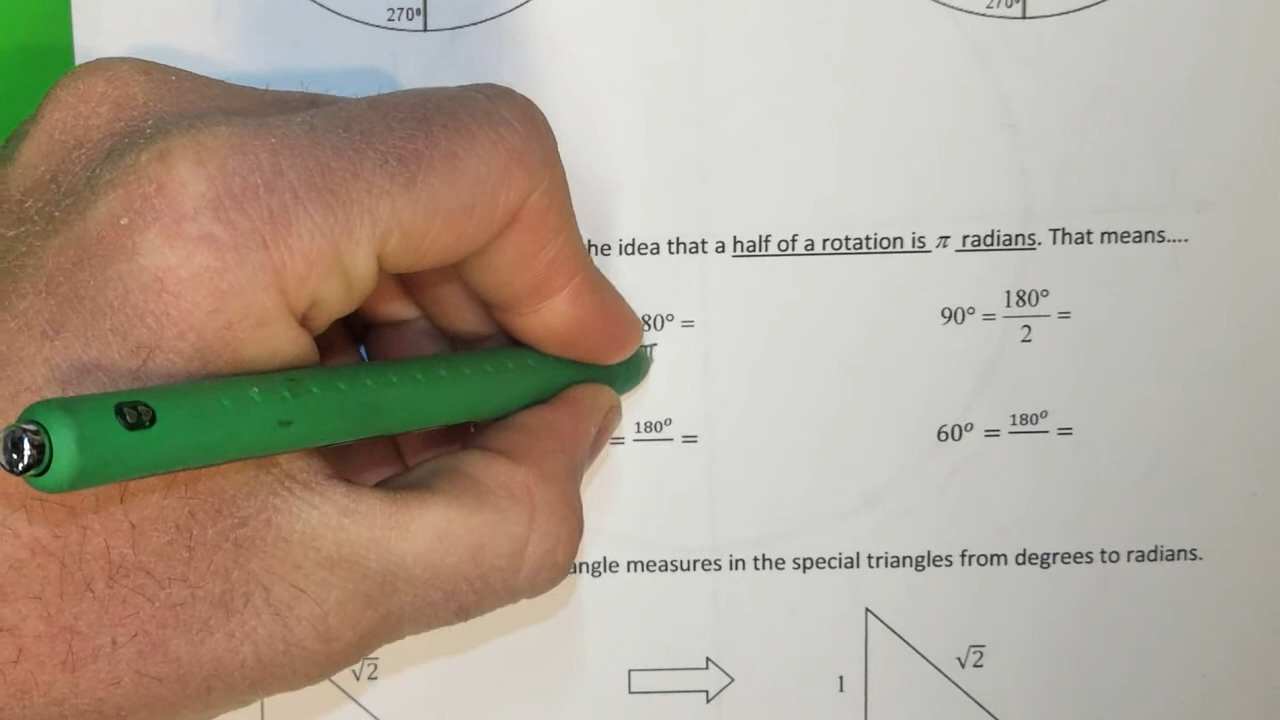 270°
270°
he idea that a half of a rotation is π radians. That means....
80° =
90° = 180° / 2 =
π
= 180° / =
60° = 180° / =
angle measures in the special triangles from degrees to radians.
√2
1
√2